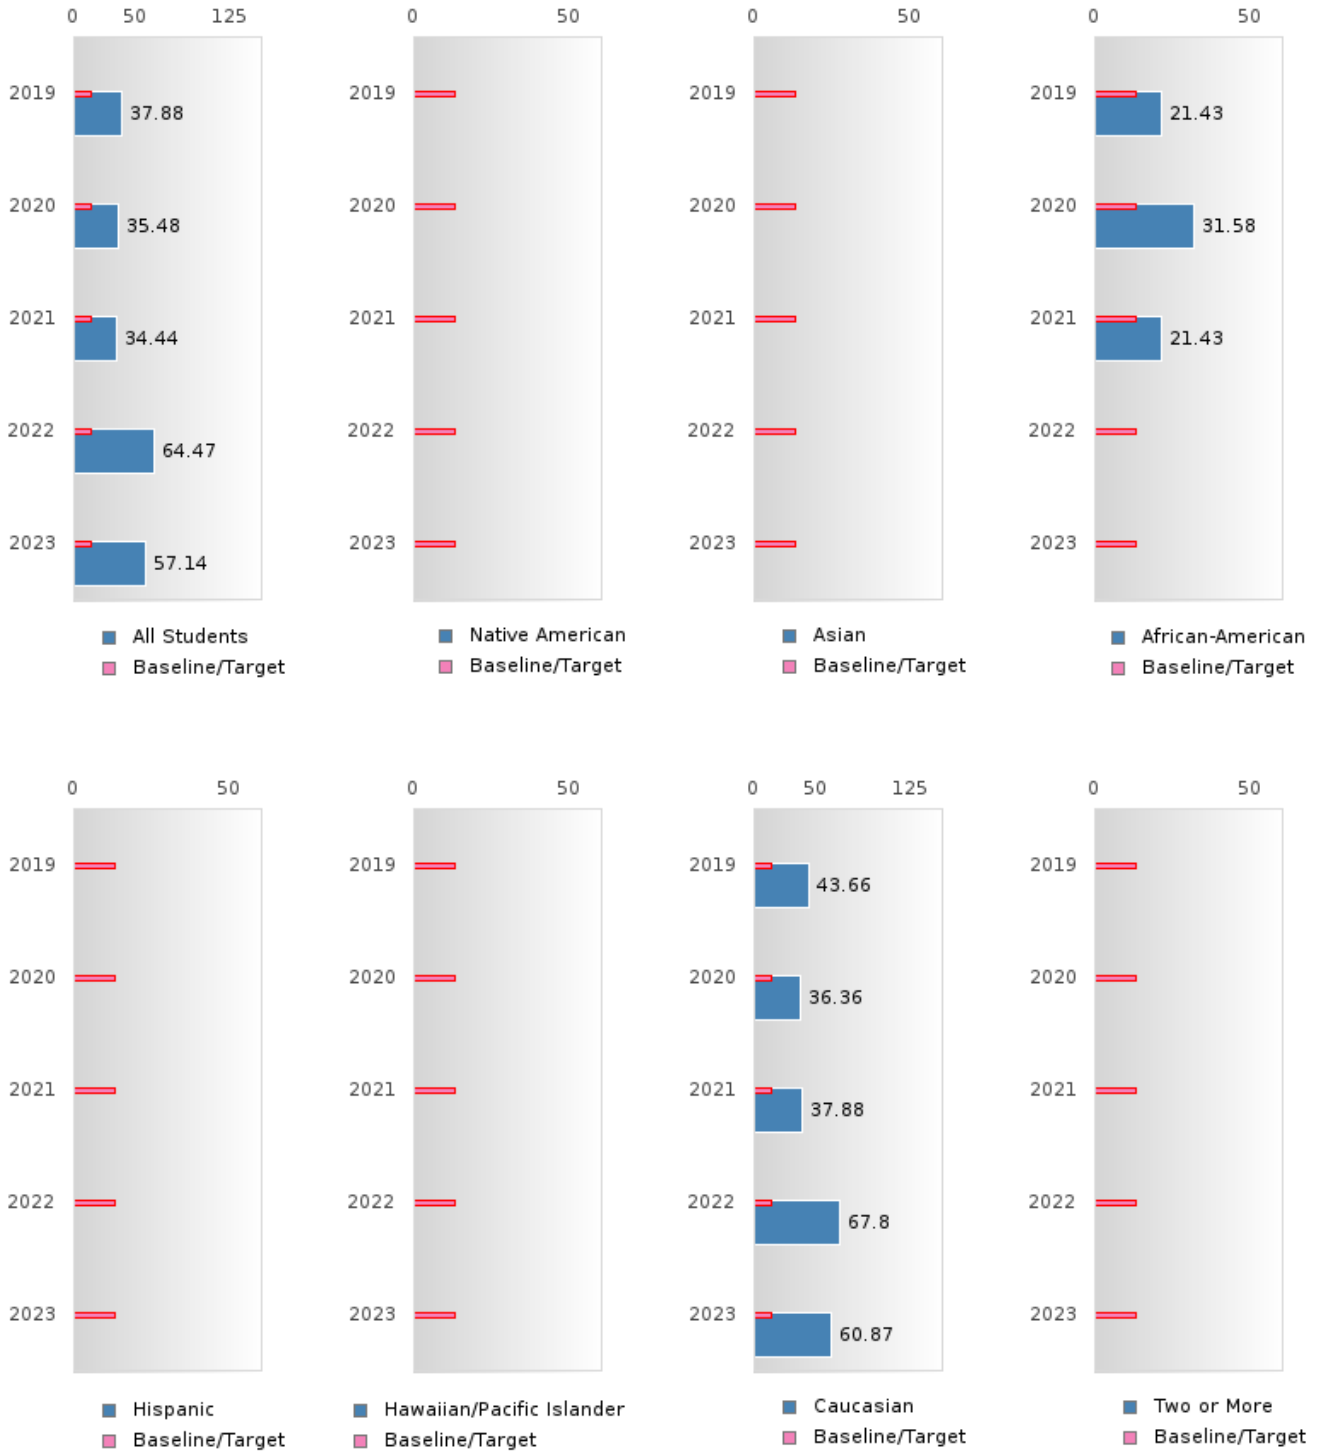 0 50 125 0 50 0 50 0 50
2019 37.88 2019 2019 2019 21.43
2020 35.48 2020 2020 2020 31.58
2021 34.44 2021 2021 2021 21.43
2022 64.47 2022 2022 2022
2023 57.14 2023 2023 2023
All Students Native American Asian African-American
Baseline/Target Baseline/Target Baseline/Target Baseline/Target
0 50 0 50 0 50 125 0 50
2019 2019 2019 43.66 2019
2020 2020 2020 36.36 2020
2021 2021 2021 37.88 2021
2022 2022 2022 67.8 2022
2023 2023 2023 60.87 2023
Hispanic Hawaiian/Pacific Islander Caucasian Two or More
Baseline/Target Baseline/Target Baseline/Target Baseline/Target